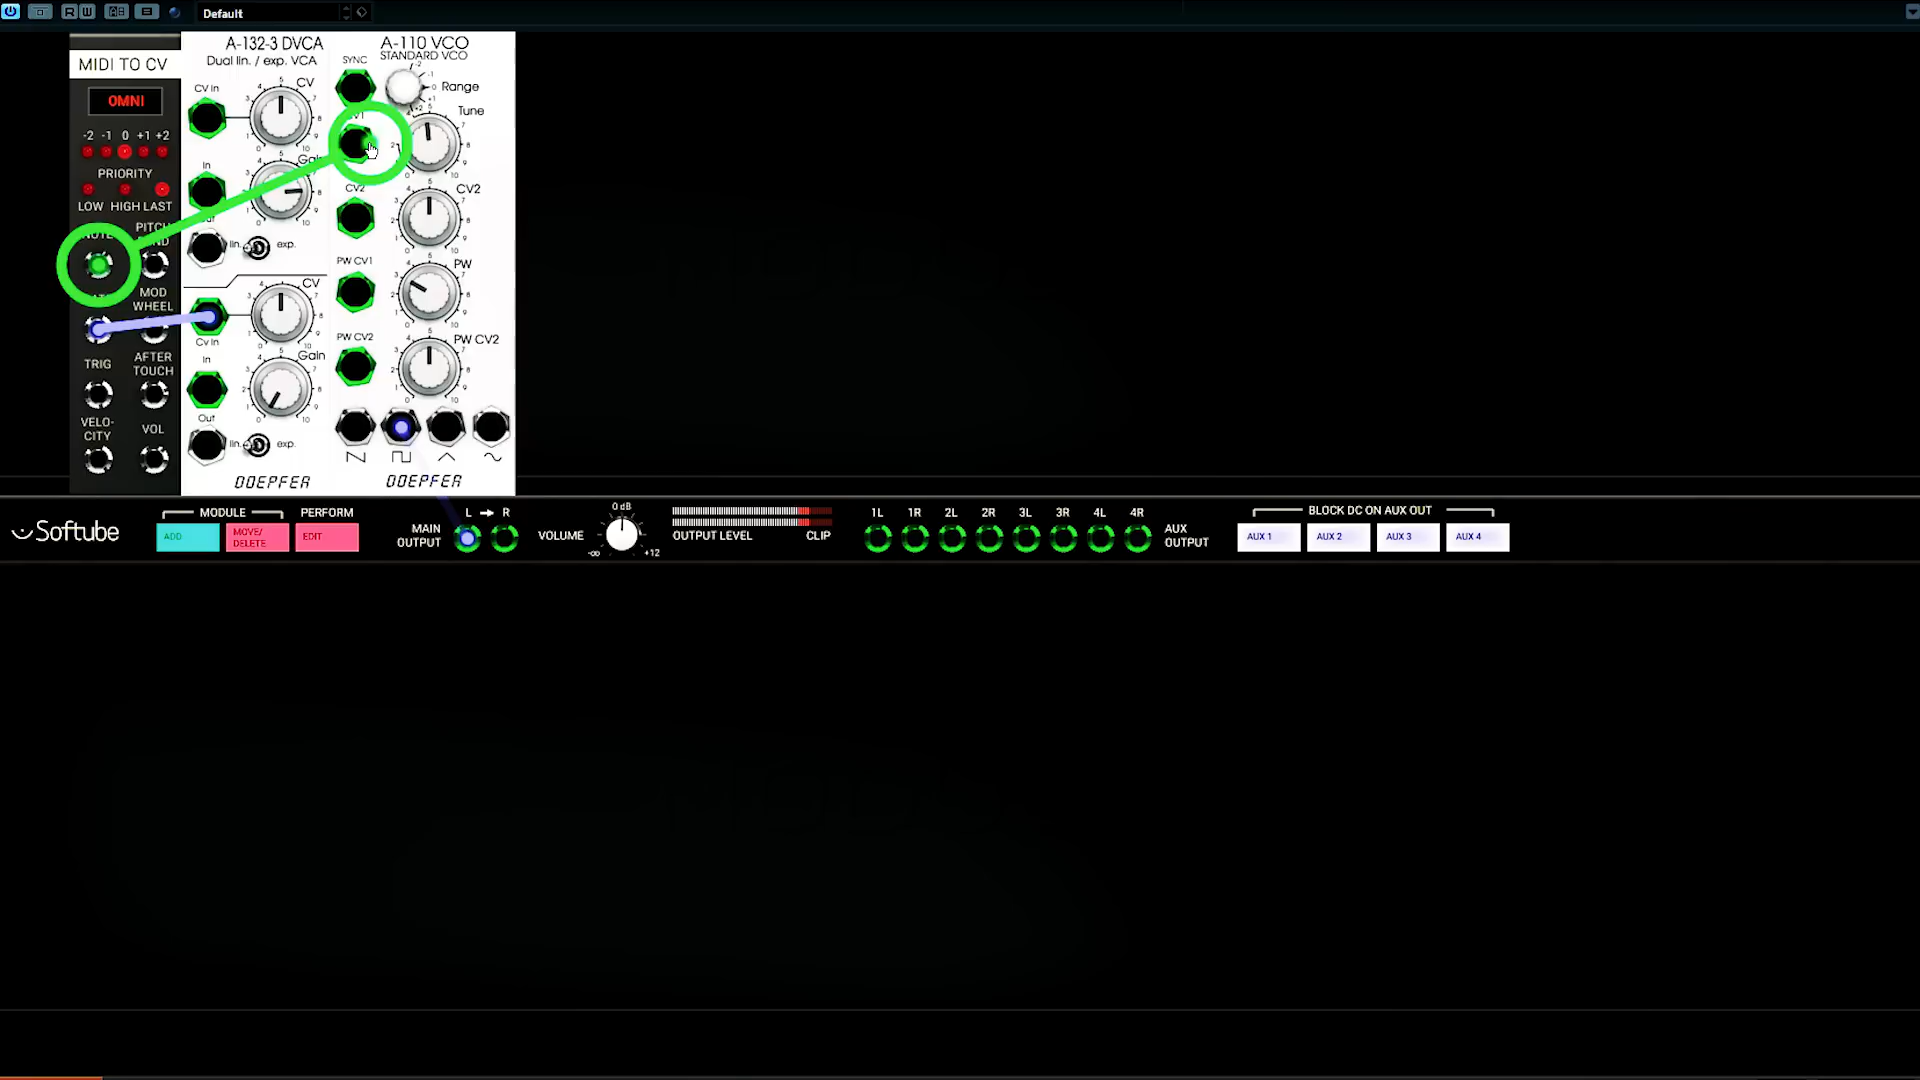 Default
MIDI TO CV
OMNI
-2 -1 0 +1 +2
PRIORITY
LOW HIGH LAST
MOD
WHEEL
TRIG
AFTER
TOUCH
VELO-
CITY
VOL
A-132-3 DVCA
Dual lin. / exp. VCA
CV In
CV
In
lin.
exp.
CV
Cv In
In
Gain
Out
lin.
exp.
DOEPFER
A-110 VCO
STANDARD VCO
SYNC
Range
Tune
CV2
CV2
PW CV1
PW
PW CV2
PW CV2
DOEPFER
Softube
MODULE
ADD
MOVE/
DELETE
PERFORM
EDIT
MAIN
OUTPUT
L
R
VOLUME
0 dB
-∞
+12
OUTPUT LEVEL
CLIP
1L 1R 2L 2R 3L 3R 4L 4R
AUX
OUTPUT
BLOCK DC ON AUX OUT
AUX 1
AUX 2
AUX 3
AUX 4